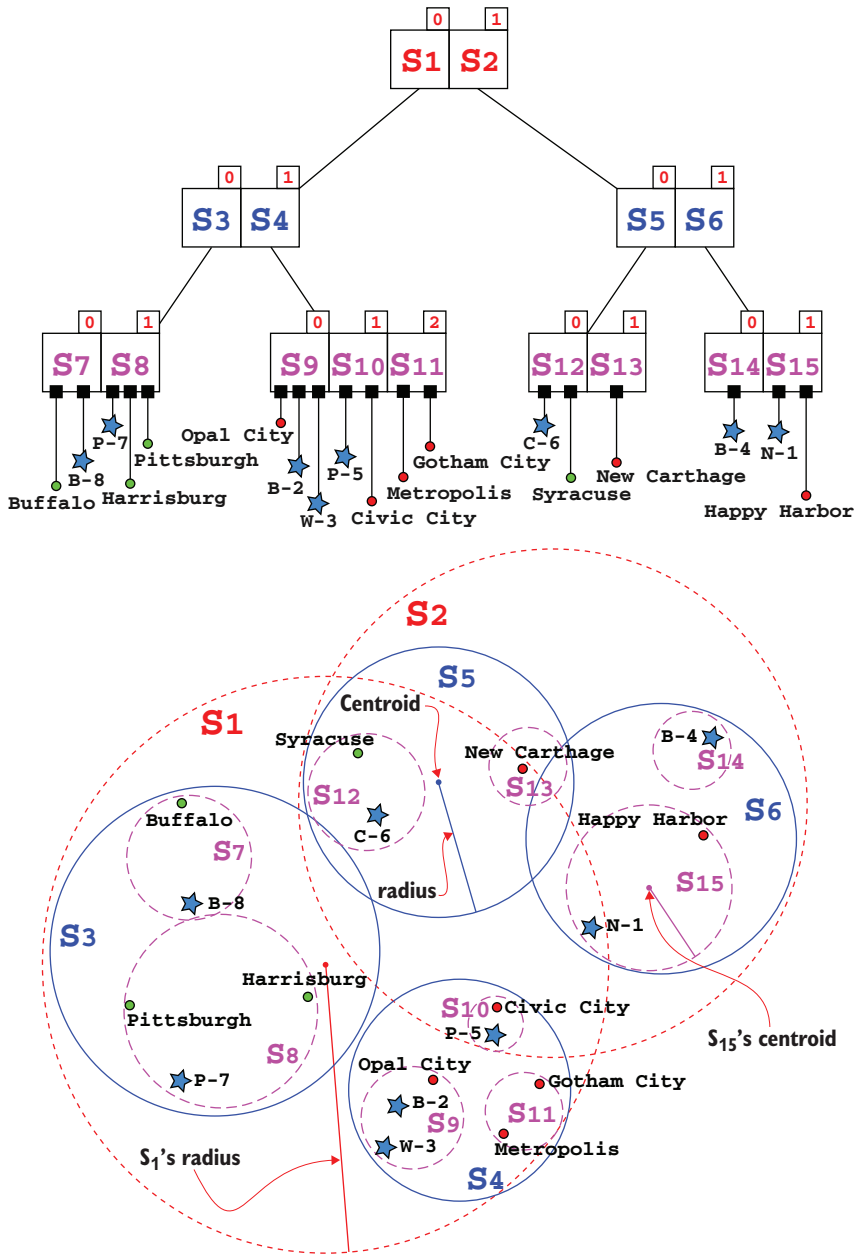 0 1
S1 S2
0 1 0 1
S3 S4 S5 S6
0 1 0 1 2 0 1 0 1
S7 S8 S9 S10 S11 S12 S13 S14 S15
P-7 Opal City C-6 B-4 N-1
Pittsburgh P-5 Gotham City
B-8 B-2 New Carthage
Buffalo Harrisburg Metropolis Syracuse
W-3 Civic City Happy Harbor
S2
S5
Centroid
S1
B-4
Syracuse New Carthage
S14
S12 S13
S6
Buffalo Happy Harbor
C-6
S7
S15
radius
B-8
N-1
S3
Harrisburg
S10 Civic City
Pittsburgh
P-5
S15's centroid
S8
Opal City
P-7 Gotham City
B-2
S9 S11
W-3 Metropolis
S1's radius
S4